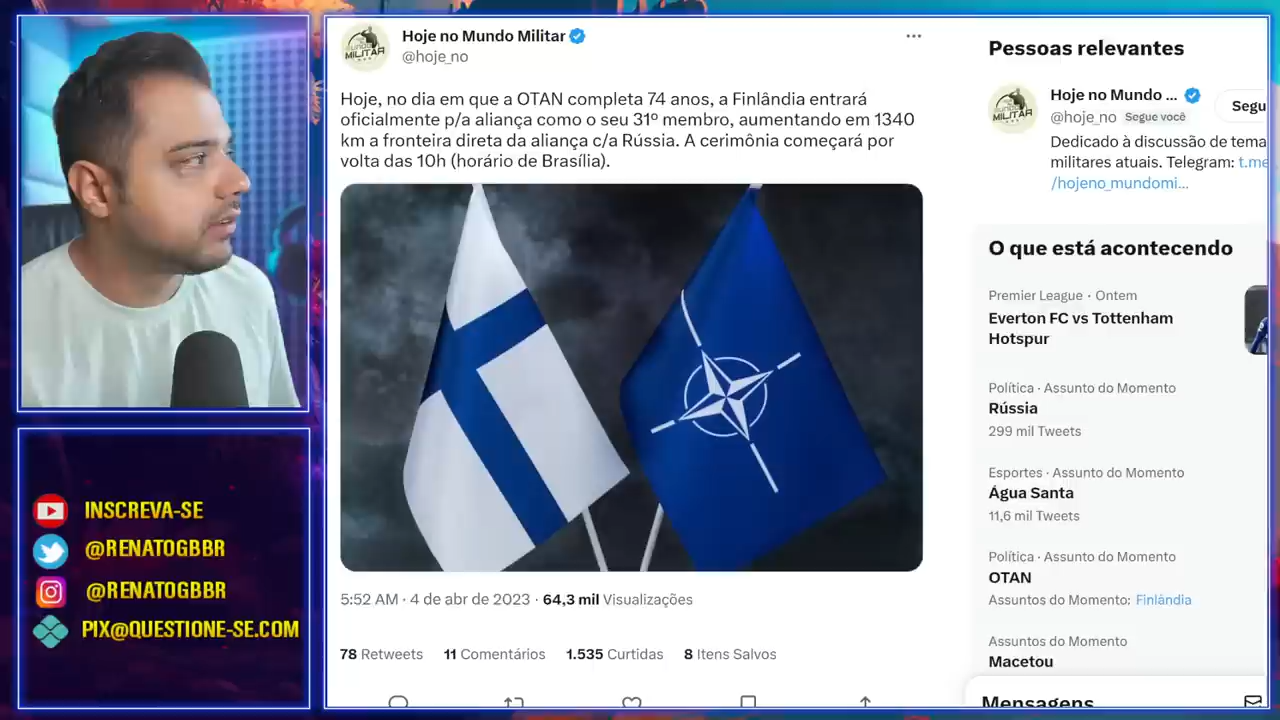 Hoje no Mundo Militar
@hoje_no
Hoje, no dia em que a OTAN completa 74 anos, a Finlândia entrará
oficialmente p/a aliança como o seu 31º membro, aumentando em 1340
km a fronteira direta da aliança c/a Rússia. A cerimônia começará por
volta das 10h (horário de Brasília).
5:52 AM · 4 de abr de 2023 · 64,3 mil Visualizações
78 Retweets 11 Comentários 1.535 Curtidas 8 Itens Salvos
Pessoas relevantes
Hoje no Mundo ...
@hoje_no Segue você
Segu
Dedicado à discussão de tema
militares atuais. Telegram: t.me
/hojeno_mundomi...
O que está acontecendo
Premier League · Ontem
Everton FC vs Tottenham
Hotspur
Política · Assunto do Momento
Rússia
299 mil Tweets
Esportes · Assunto do Momento
Água Santa
11,6 mil Tweets
Política · Assunto do Momento
OTAN
Assuntos do Momento: Finlândia
Assuntos do Momento
Macetou
Mensagens
INSCREVA-SE
@RENATOGBBR
@RENATOGBBR
PIX@QUESTIONE-SE.COM